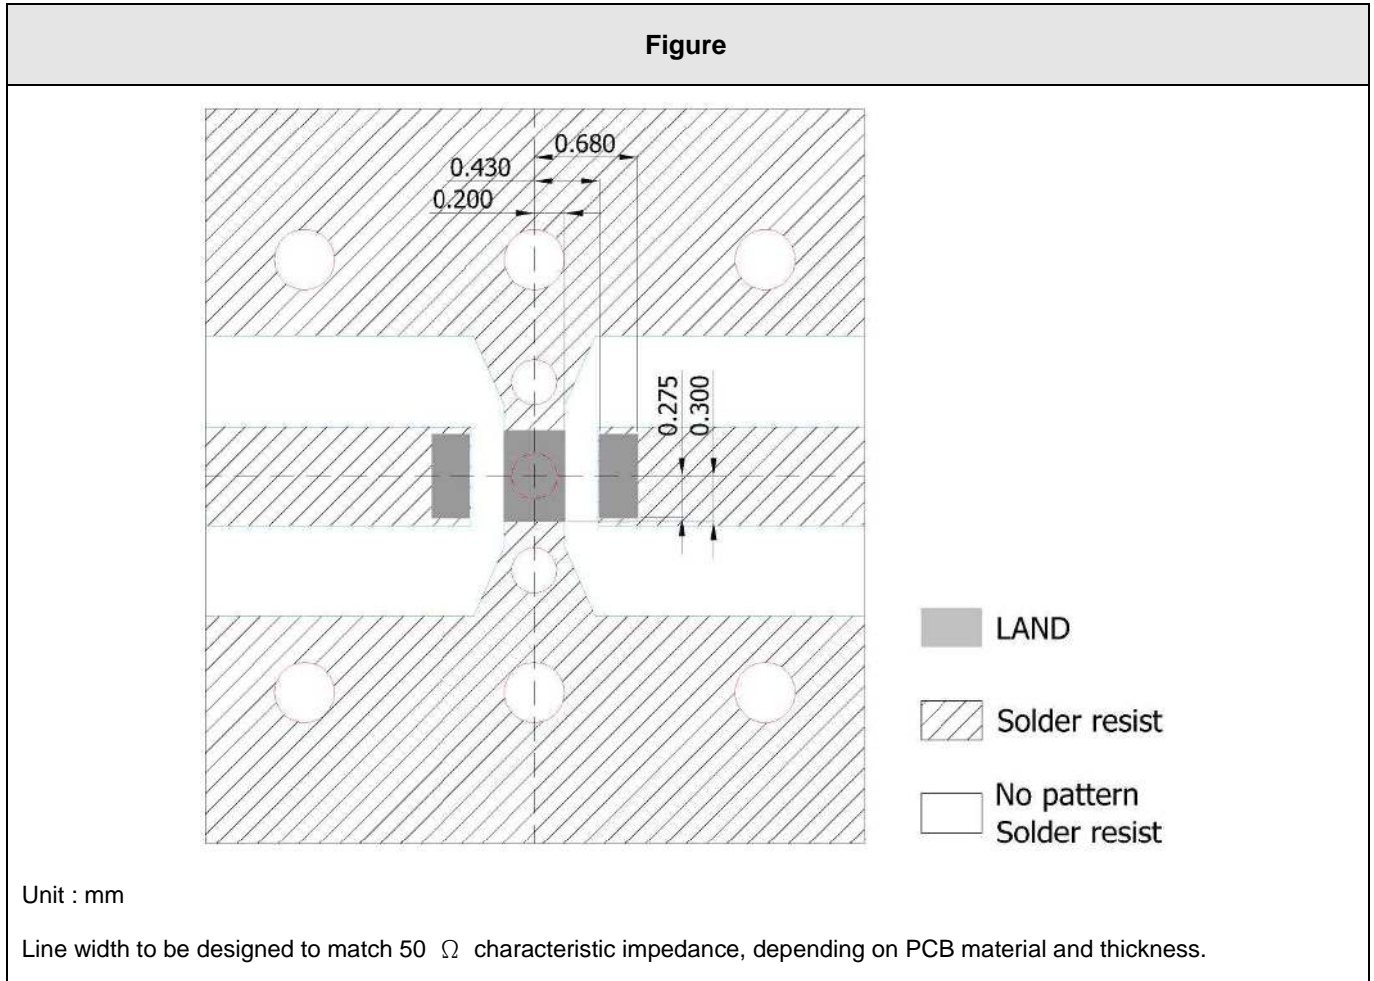 Figure
0.680
0.430
0.200
0.275
0.300
LAND
Solder resist
No pattern
Solder resist
Unit : mm
Line width to be designed to match 50 Ω characteristic impedance, depending on PCB material and thickness.